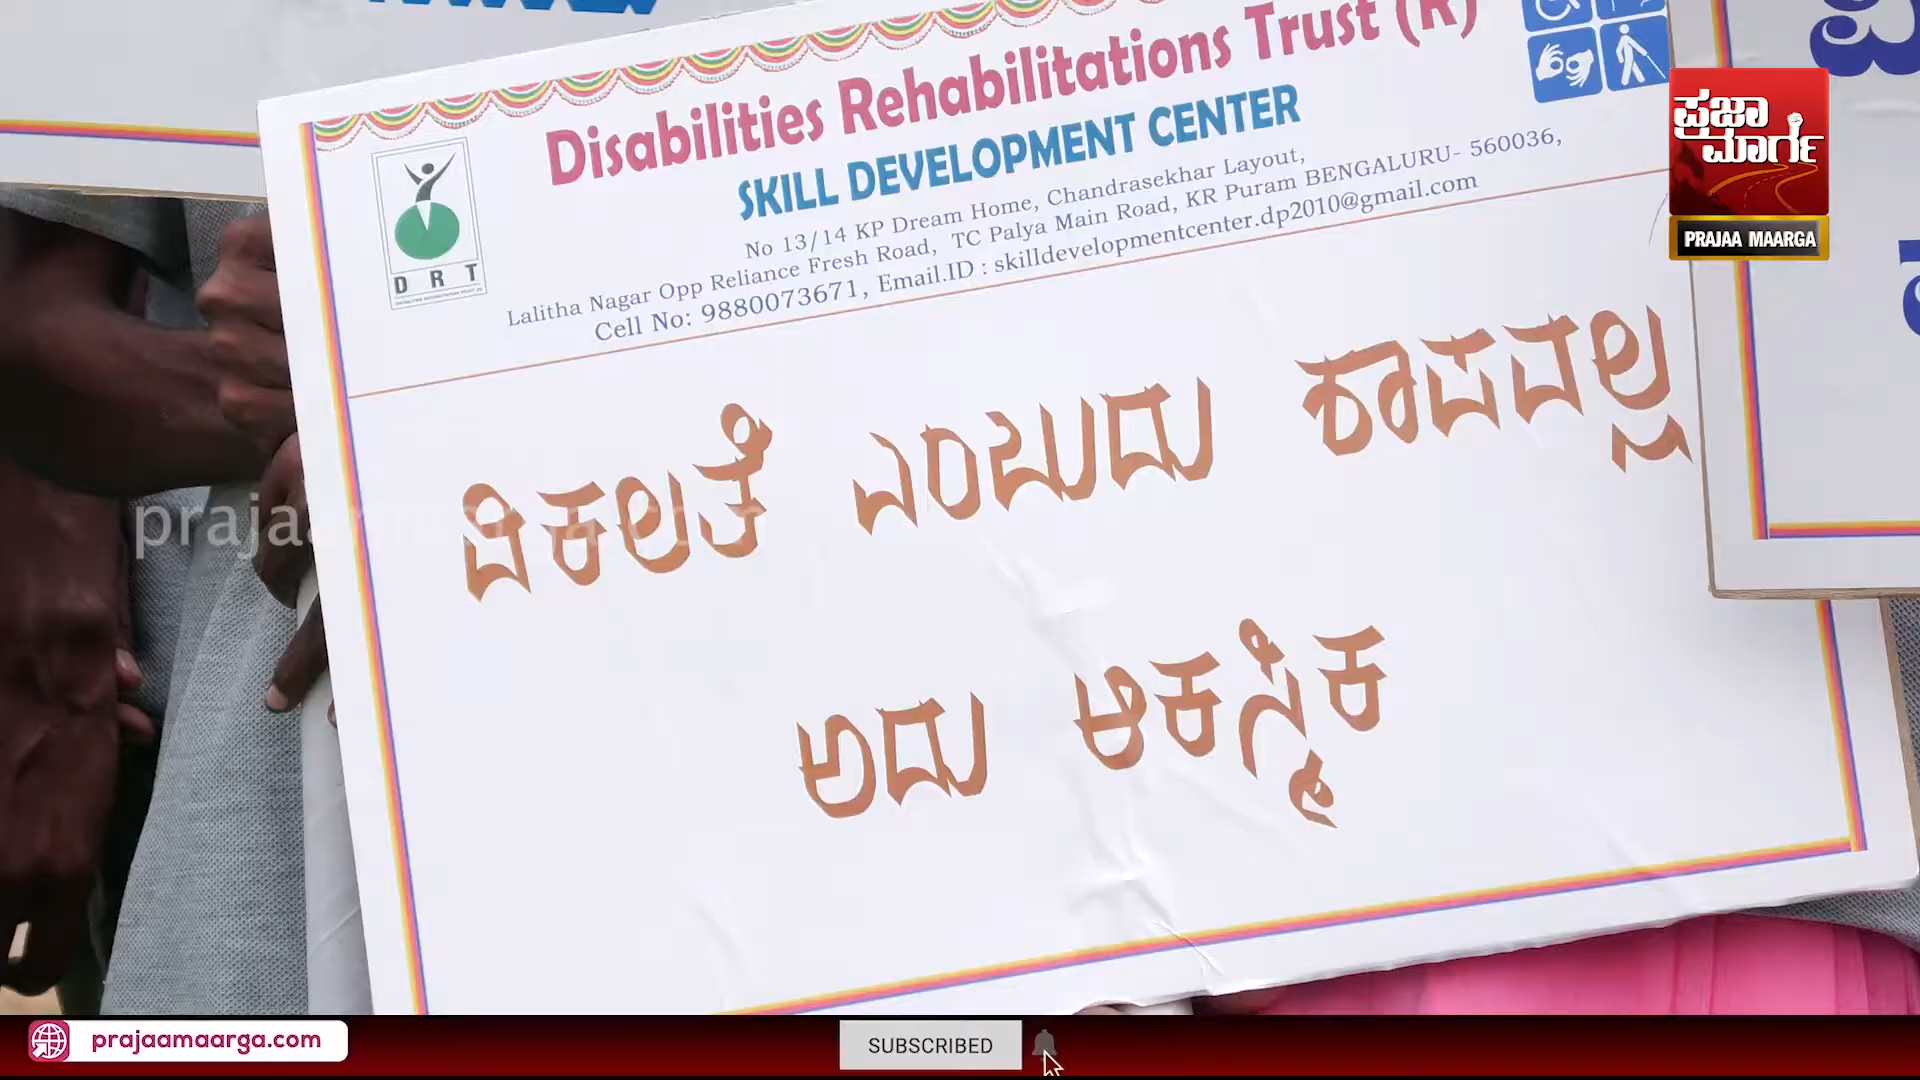 Disabilities Rehabilitations Trust (R)
SKILL DEVELOPMENT CENTER
No 13/14 KP Dream Home, Chandrasekhar Layout,
Lalitha Nagar Opp Reliance Fresh Road, TC Palya Main Road, KR Puram BENGALURU- 560036,
Cell No: 9880073671, Email.ID : skilldevelopmentcenter.dp2010@gmail.com
D R T
ವಿಕಲತೆ ಎಂಬುದು ಶಾಪವಲ್ಲ
ಅದು ಆಕಸ್ಮಿಕ
ಪ್ರಜಾ
ಮಾರ್ಗ
PRAJAA MAARGA
prajaamaarga.com
prajaamaarga.com
SUBSCRIBED